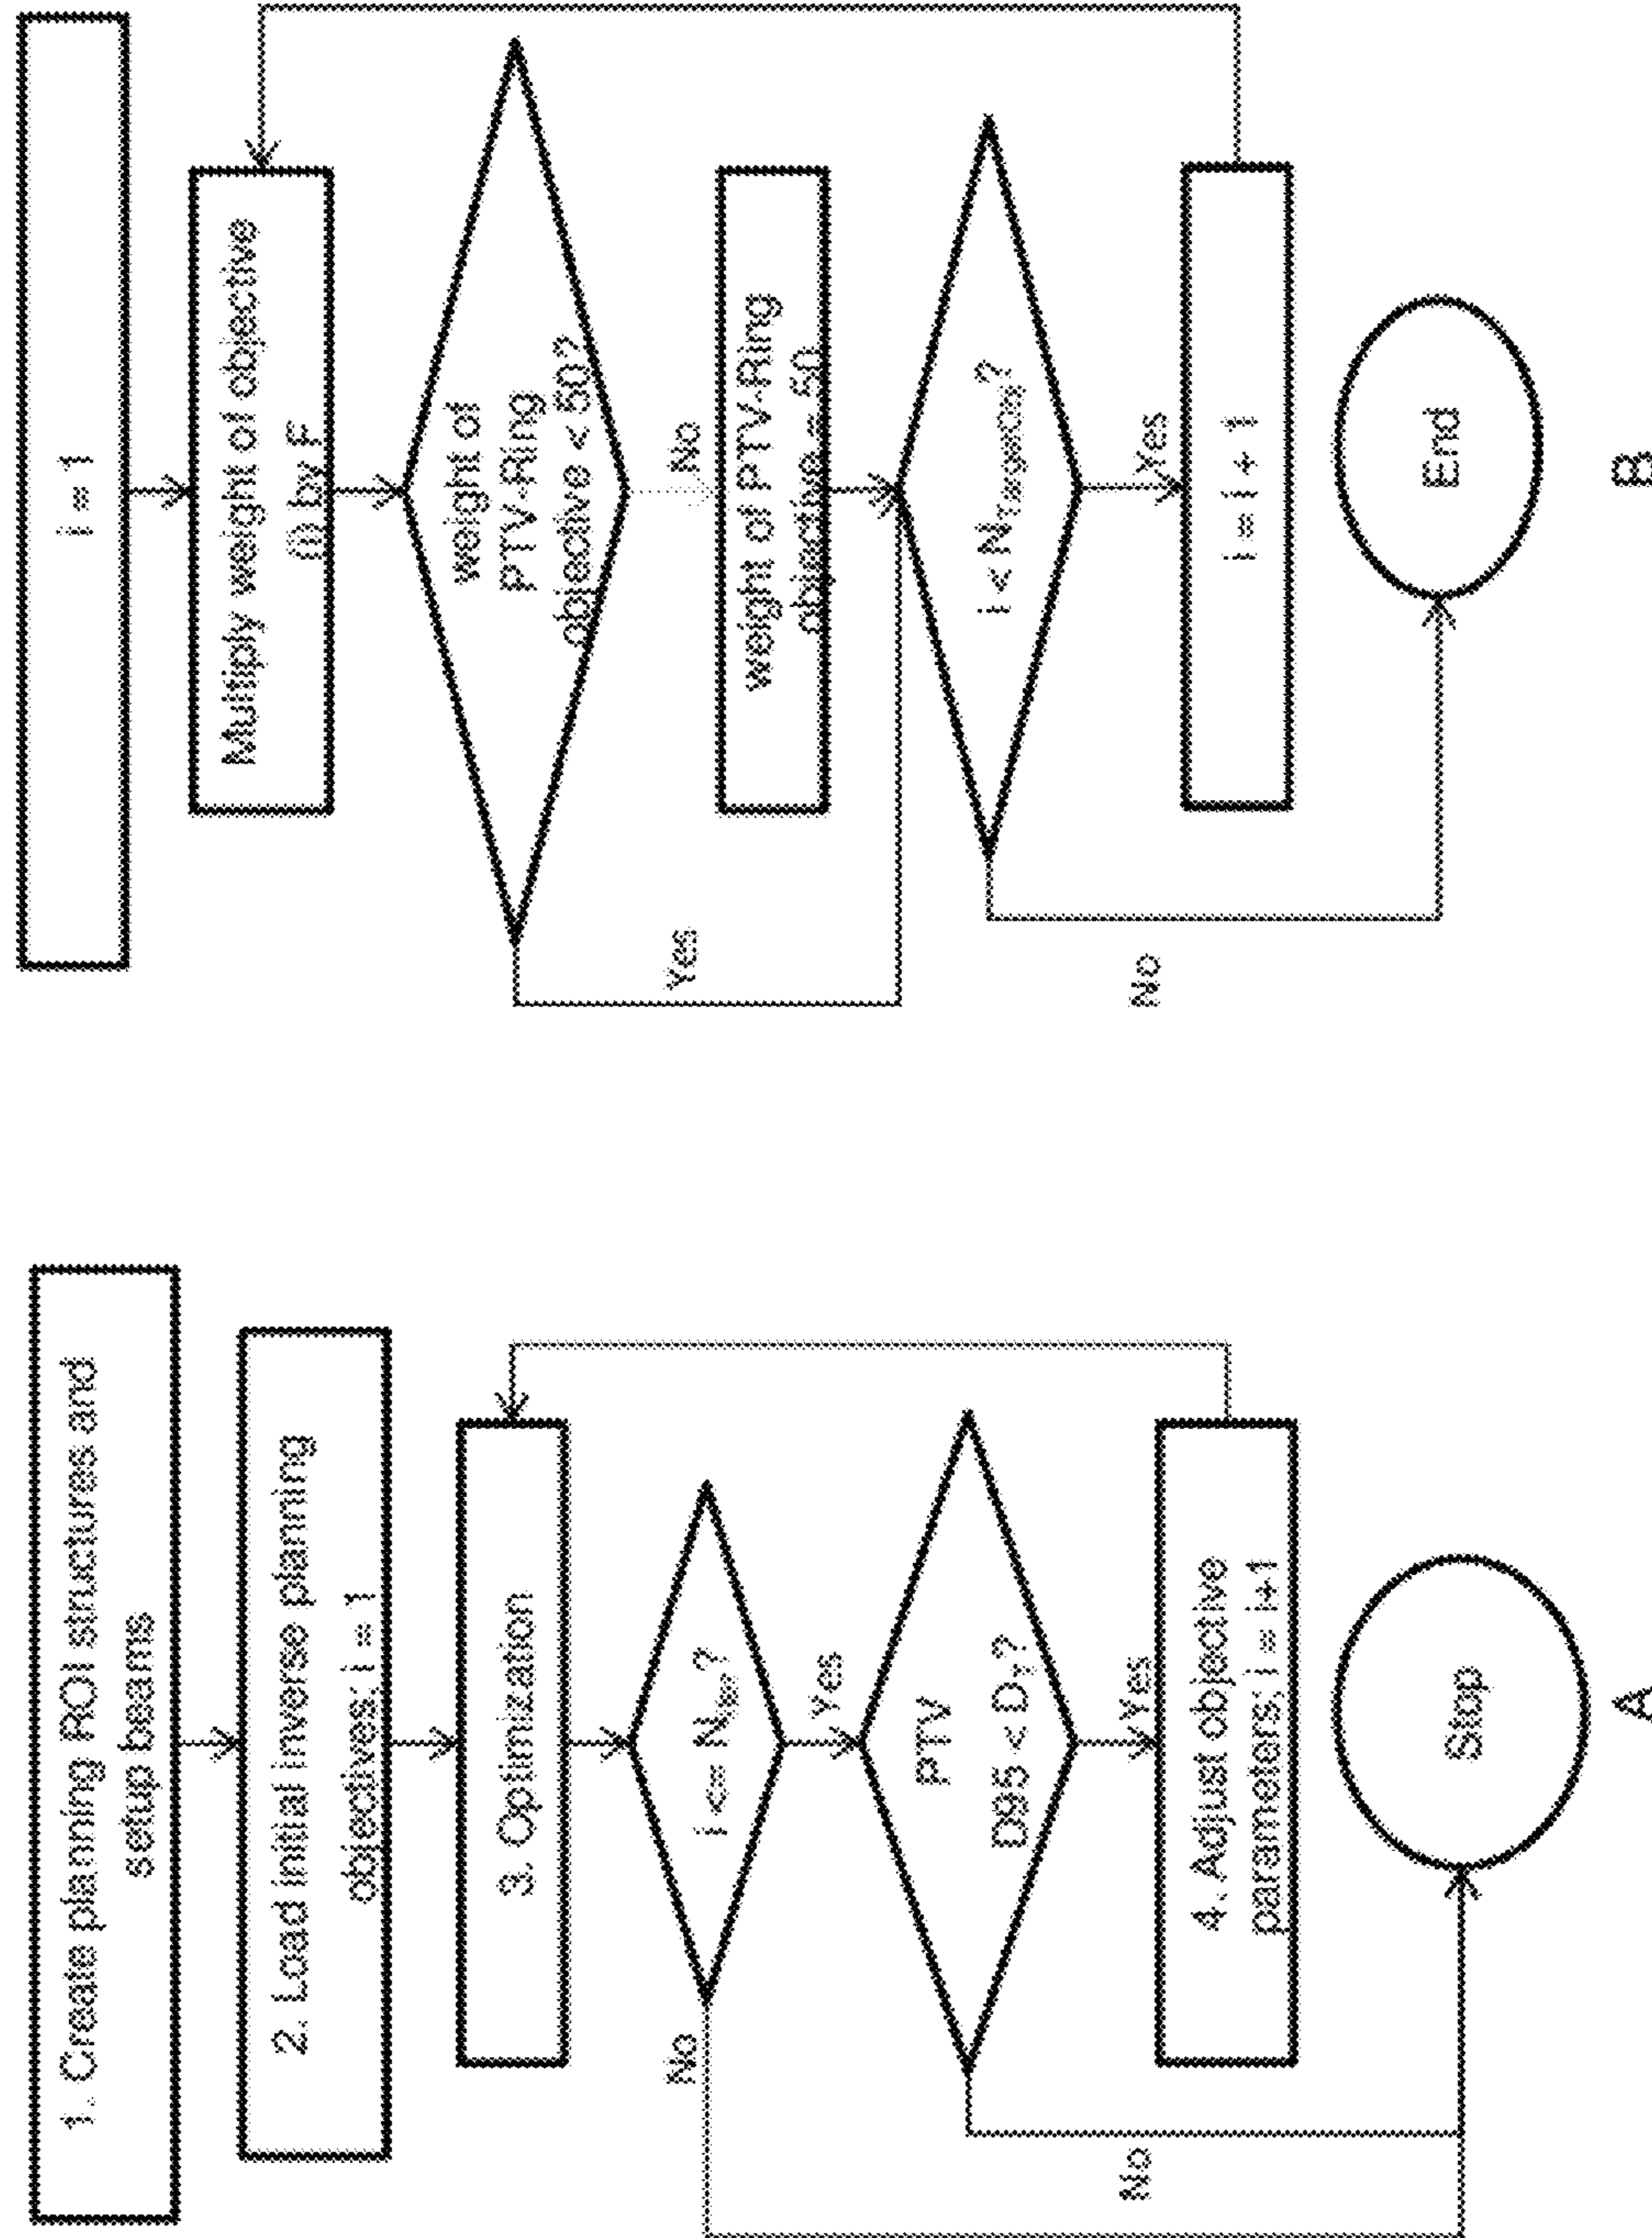 1. Create planning ROI structures and
setup beams
2. Load initial inverse planning
objectives; i = 1
3. Optimization
i <= N
No
Yes
PTV
D95 < D
No
Yes
4. Adjust objective
parameters; i = i+1
Stop
A
i = 1
Multiply weight of objective
(i) by F
weight of
PTV-Ring
objective < 50?
Yes
No
weight of PTV-Ring
objective = 50
i < N
No
Yes
i = i + 1
End
B